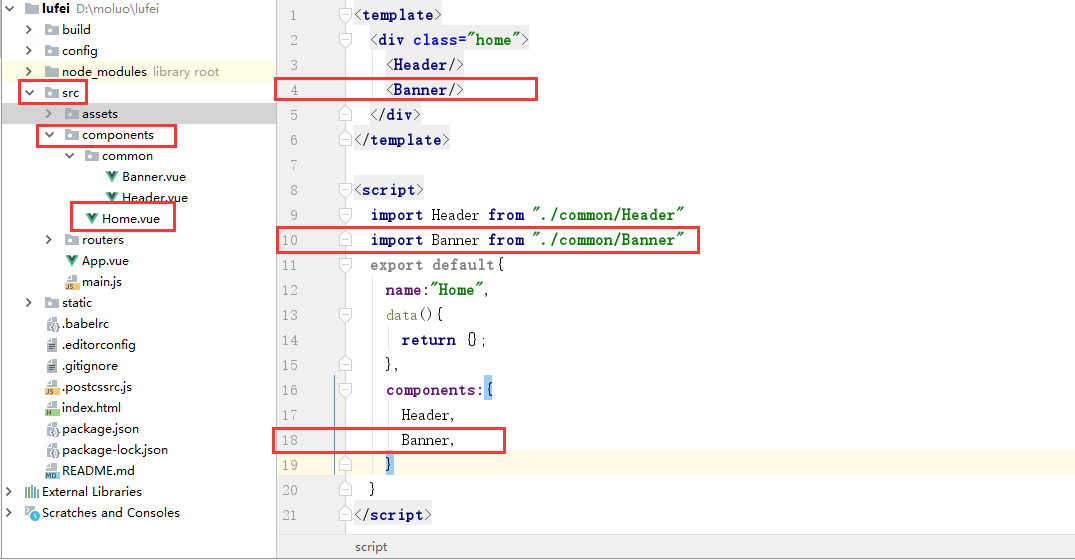 lufei D:\moluo\lufei
build
config
node_modules library root
src
assets
components
common
Banner.vue
Header.vue
Home.vue
routers
App.vue
main.js
static
.babelrc
.editorconfig
.gitignore
.postcssrc.js
index.html
package.json
package-lock.json
README.md
External Libraries
Scratches and Consoles
1 <template>
2 <div class="home">
3 <Header/>
4 <Banner/>
5 </div>
6 </template>
7
8 <script>
9 import Header from "./common/Header"
10 import Banner from "./common/Banner"
11 export default{
12 name:"Home",
13 data(){
14 return {};
15 },
16 components:{
17 Header,
18 Banner,
19 }
20 }
21 </script>
script